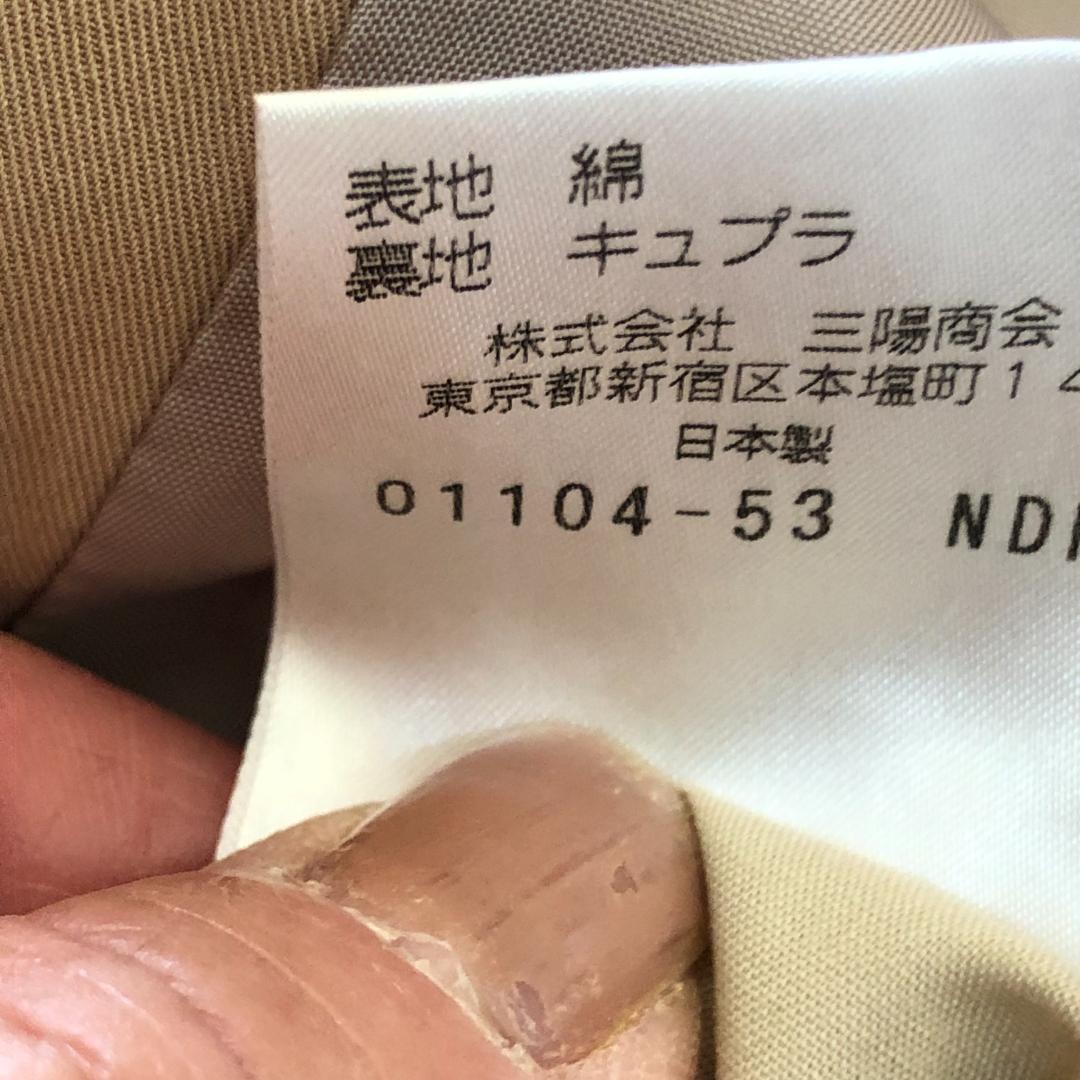 表地 綿
裏地 キュプラ
株式会社 三陽商会
東京都新宿区本塩町1
日本製
01104-53 ND